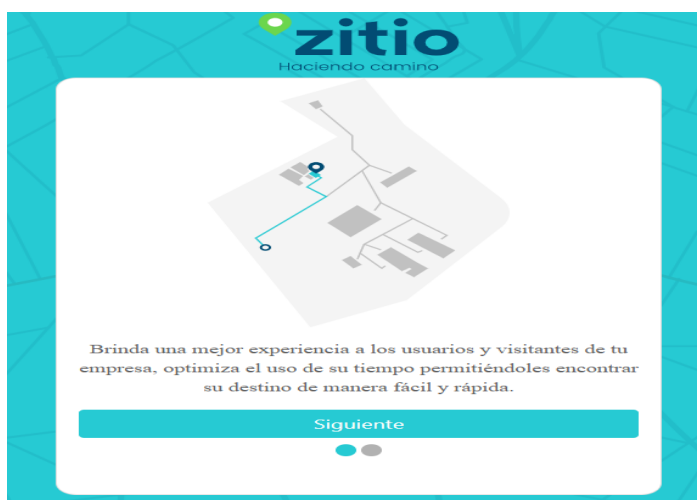 zitio
Haciendo camino
Brinda una mejor experiencia a los usuarios y visitantes de tu
empresa, optimiza el uso de su tiempo permitiéndoles encontrar
su destino de manera fácil y rápida.
Siguiente